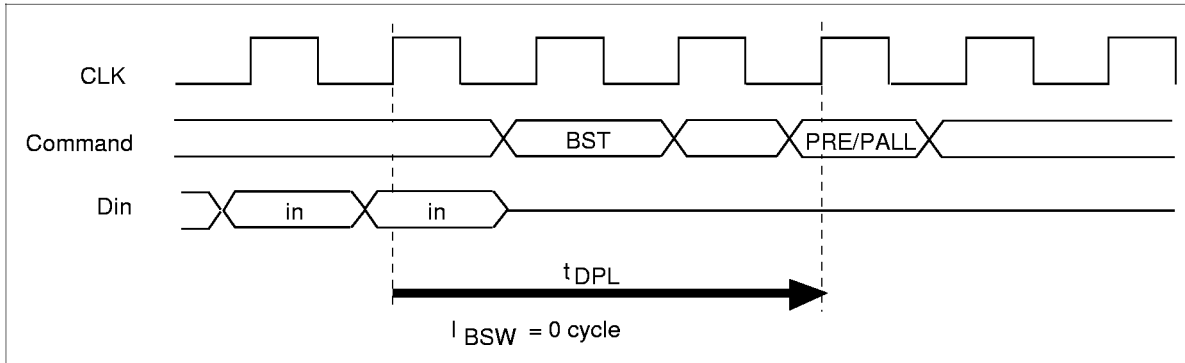 CLK
Command BST PRE/PALL
Din in in
t DPL
l BSW = 0 cycle